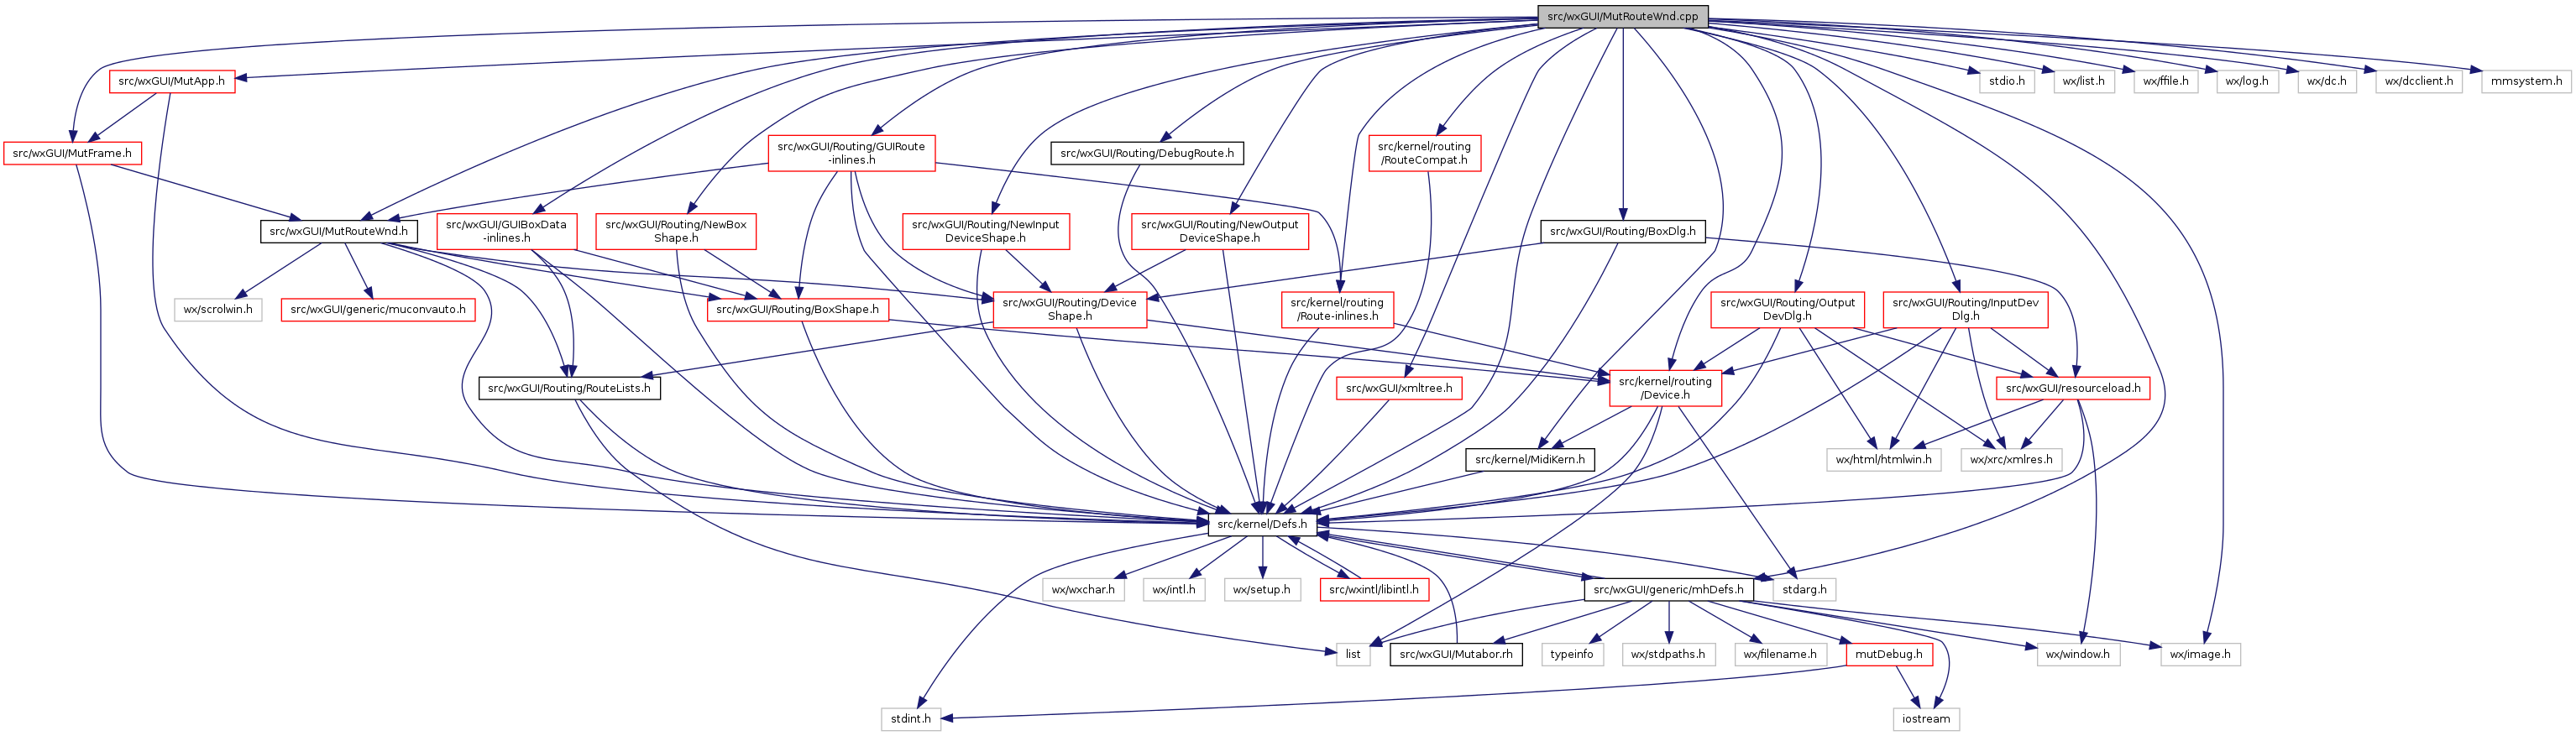 src/wxGUI/MutRouteWnd.cpp
src/wxGUI/MutApp.h
stdio.h
wx/list.h
wx/ffile.h
wx/log.h
wx/dc.h
wx/dcclient.h
mmsystem.h
src/wxGUI/MutFrame.h
src/wxGUI/Routing/GUIRoute
-inlines.h
src/wxGUI/Routing/DebugRoute.h
src/kernel/routing
/RouteCompat.h
src/wxGUI/MutRouteWnd.h
src/wxGUI/GUIBoxData
-inlines.h
src/wxGUI/Routing/NewBox
Shape.h
src/wxGUI/Routing/NewInput
DeviceShape.h
src/wxGUI/Routing/NewOutput
DeviceShape.h
src/wxGUI/Routing/BoxDlg.h
wx/scrolwin.h
src/wxGUI/generic/muconvauto.h
src/wxGUI/Routing/BoxShape.h
src/wxGUI/Routing/Device
Shape.h
src/kernel/routing
/Route-inlines.h
src/wxGUI/Routing/Output
DevDlg.h
src/wxGUI/Routing/InputDev
Dlg.h
src/wxGUI/Routing/RouteLists.h
src/wxGUI/xmltree.h
src/kernel/routing
/Device.h
src/wxGUI/resourceload.h
src/kernel/MidiKern.h
wx/html/htmlwin.h
wx/xrc/xmlres.h
src/kernel/Defs.h
wx/wxchar.h
wx/intl.h
wx/setup.h
src/wxintl/libintl.h
src/wxGUI/generic/mhDefs.h
stdarg.h
list
src/wxGUI/Mutabor.rh
typeinfo
wx/stdpaths.h
wx/filename.h
mutDebug.h
wx/window.h
wx/image.h
stdint.h
iostream